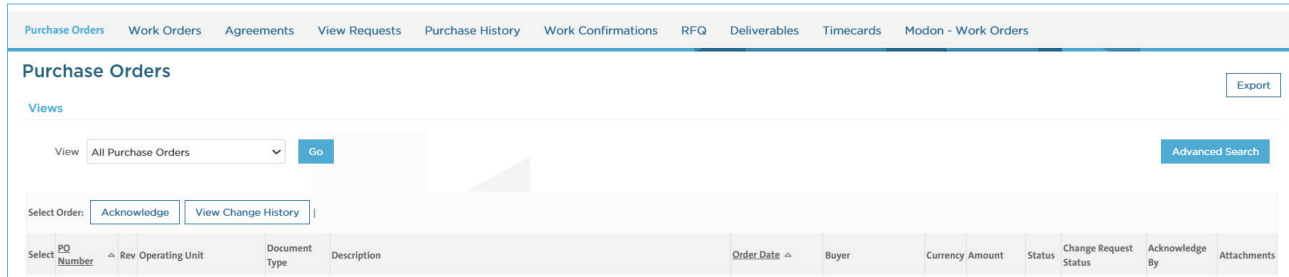 Purchase Orders Work Orders Agreements View Requests Purchase History Work Confirmations RFQ Deliverables Timecards Modon - Work Orders
Purchase Orders
Export
Views
View All Purchase Orders Go
Advanced Search
Select Order: Acknowledge View Change History |
Select PO Number Rev Operating Unit Document Type Description Order Date Buyer Currency Amount Status Change Request Status Acknowledge By Attachments